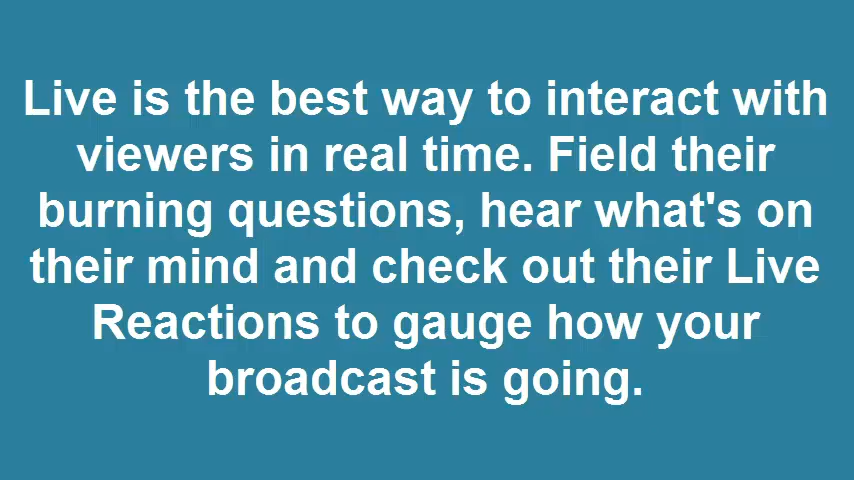 Live is the best way to interact with
viewers in real time. Field their
burning questions, hear what's on
their mind and check out their Live
Reactions to gauge how your
broadcast is going.